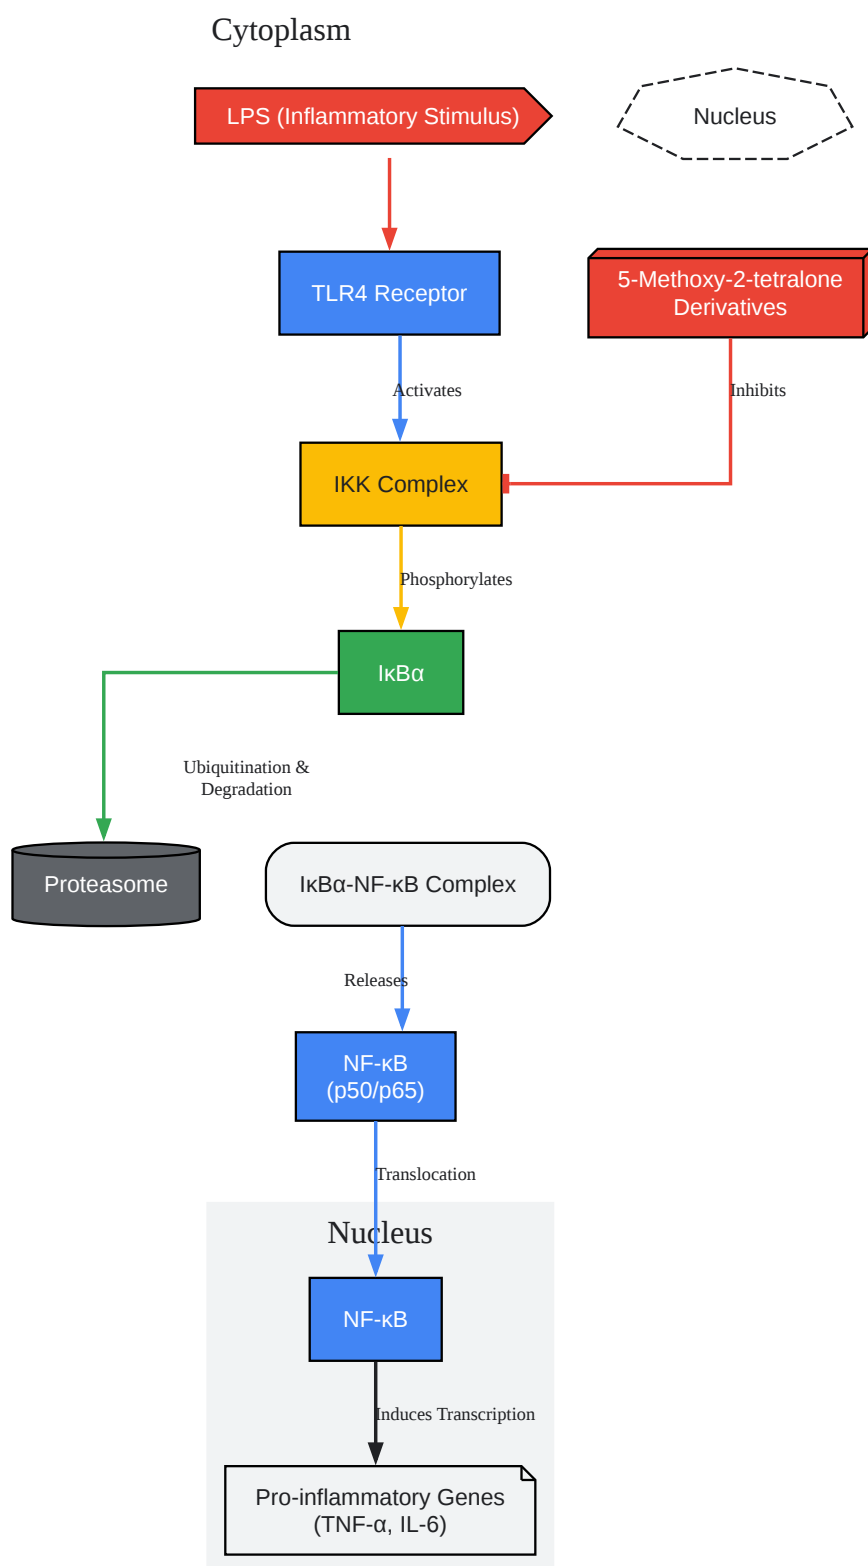 Cytoplasm
LPS (Inflammatory Stimulus)
Nucleus
TLR4 Receptor
5-Methoxy-2-tetralone
Derivatives
Activates
Inhibits
IKK Complex
Phosphorylates
IκBα
Ubiquitination &
Degradation
Proteasome
IκBα-NF-κB Complex
Releases
NF-κB
(p50/p65)
Translocation
Nucleus
NF-κB
Induces Transcription
Pro-inflammatory Genes
(TNF-α, IL-6)